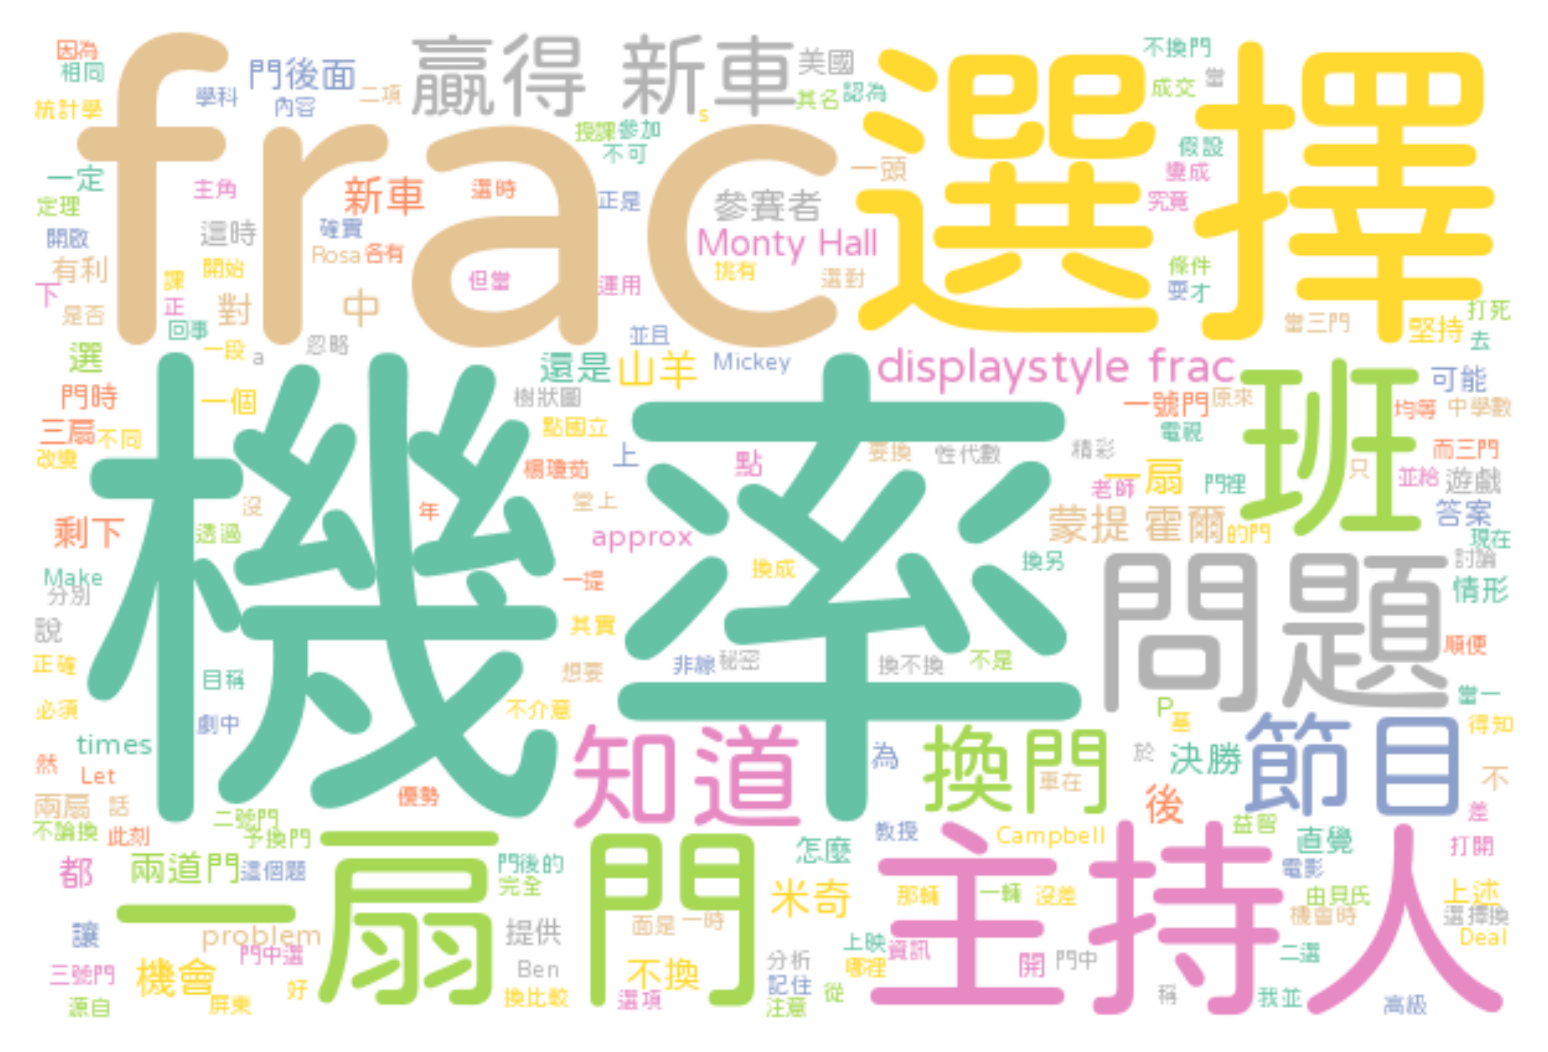 因為
相同
統計學
學科
門後面
內容
二項
贏得 新車
美國
其名
認為
不換門
當
成交
frac
選擇
s
授課
參加
不可
一定
定理
開啟
有利
下
是否
主角
這時
課
正
開始
對
回事
新車
確實
Rosa
各有
中
還時
但當
正是
運用
參賽者
Monty Hall
挑有
選對
一頭
假設
變成
究竟
條件
要才
當三門
堅持
打死
去
選
一段
a
忽略
還是
並且
山羊
Mickey
displaystyle frac
門時
一個
三扇
不同
改變
機率
樹狀圖
點國立
楊瓊茹
上
點
要換
性代數
精彩
一號門
原來
電視
班
可能
均等
中學數
而三門
只
並給
遊戲
沒
年
堂上
老師
一扇
門裡
剩下
透過
approx
換成
蒙提 霍爾
的門
答案
現在
Make
分別
一提
換另
問題
討論
情形
說
其實
正確
目稱
想要
非線
秘密
換不換
不是
順便
必須
劇中
不介意
P
基
當一
得知
times
然
Let
知道
為
換門
於
決勝
節目
不
兩扇
話
優勢
車在
後
差
不論換
此刻
二號門
予換門
一扇 門
教授
怎麼
Campbell
主持人
益智
直覺
打開
都
兩道門
這個題
門後的
完全
米奇
那輛
一輛
沒差
電影
由貝氏
上述
讓
problem
提供
面是
一時
機會時
選擇換
Deal
三號門
門中選
機會
Ben
不換
分析
上映
資訊
哪裡
開
門中
二選
源自
屏東
好
換比較
選項
記住
注意
從
稱
我並
高級